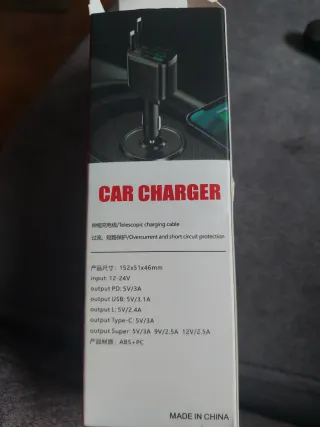 CAR CHARGER
伸缩充电线/Telescopic charging cable
过流、短路保护/Overcurrent and short circuit protection
产品尺寸: 152x51x46mm
input: 12-24V
output PD: 5V/3A
output USB: 5V/3.1A
output L: 5V/2.4A
output Type-C: 5V/3A
output Super: 5V/3A 9V/2.5A 12V/2.5A
产品材质: ABS+PC
MADE IN CHINA